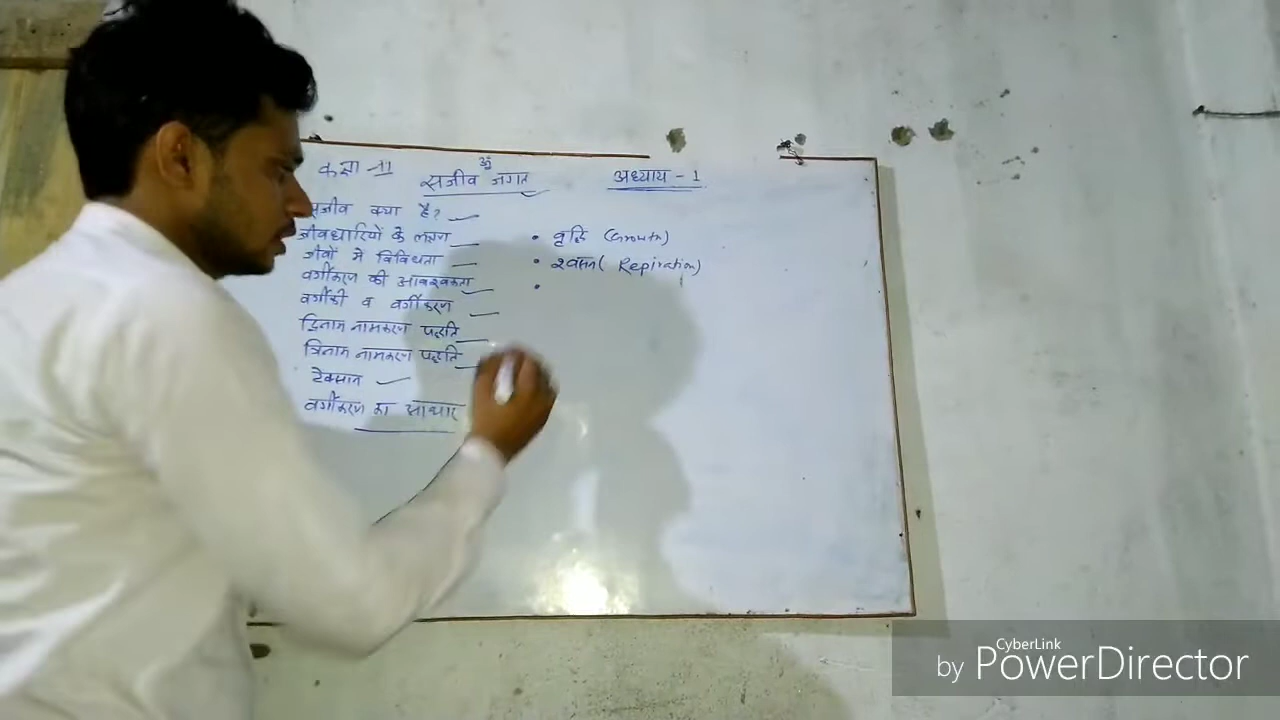 कक्षा 11
ॐ
सजीव जगत
अध्याय - 1
सजीव क्या है?
जीवधारियों के लक्षण
जीवों में विविधता
वर्गीकरण की आवश्यकता
वर्गीकी व वर्गीकरण
द्विनाम नामकरण पद्धति
त्रिनाम नामकरण पद्धति
टेक्सान
वर्गीकरण का आधार
• वृद्धि (Growth)
• श्वसन (Repiration)
•
CyberLink
by PowerDirector